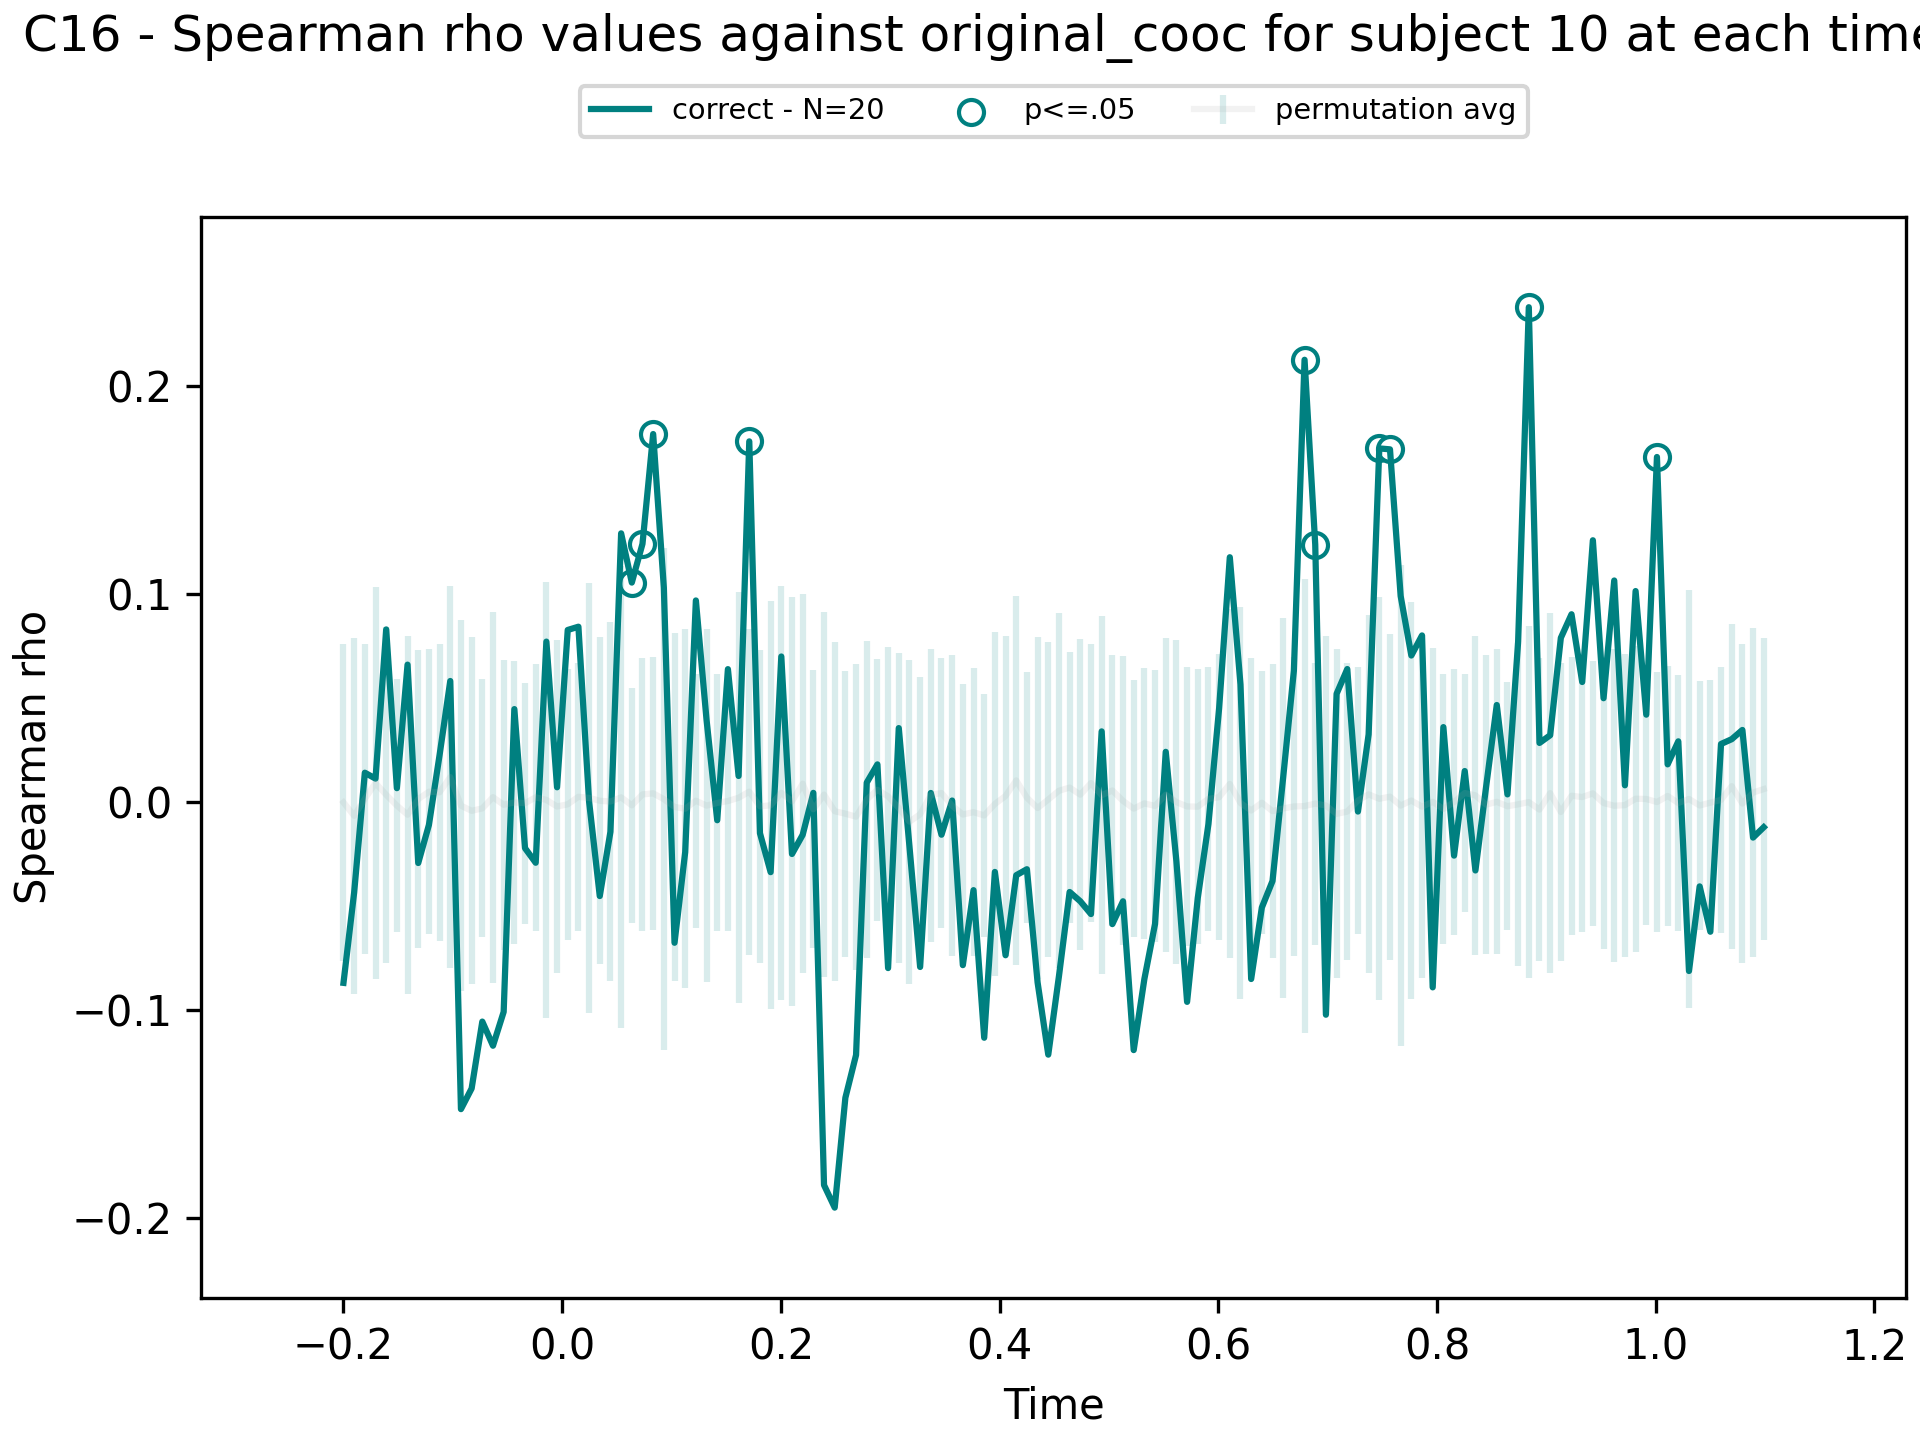 C16 - Spearman rho values against original_cooc for subject 10 at each time
correct - N=20 p<=.05 permutation avg
Spearman rho
0.2
0.1
0.0
−0.1
−0.2
−0.2 0.0 0.2 0.4 0.6 0.8 1.0 1.2
Time